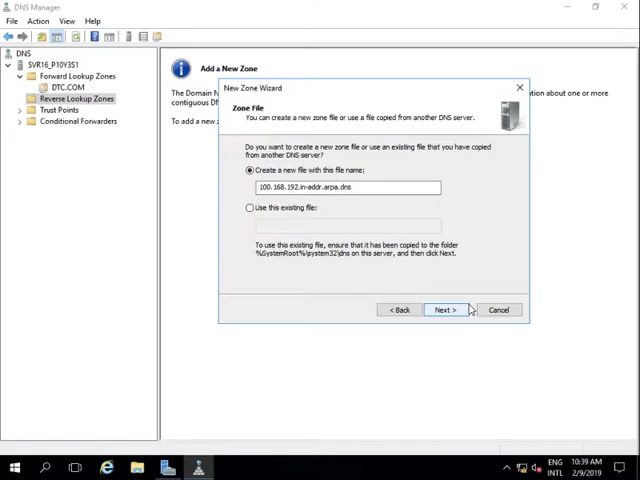 DNS Manager
File Action View Help
DNS
SVR16_P10Y3S1
Forward Lookup Zones
DTC.COM
Reverse Lookup Zones
Trust Points
Conditional Forwarders
Add a New Zone
The Domain N
ation about one or more
contiguous D
To add a new z
New Zone Wizard
Zone File
You can create a new zone file or use a file copied from another DNS server.
Do you want to create a new zone file or use an existing file that you have copied
from another DNS server?
Create a new file with this file name:
100.168.192.in-addr.arpa.dns
Use this existing file:
To use this existing file, ensure that it has been copied to the folder
%SystemRoot%\system32\dns on this server, and then click Next.
< Back
Next >
Cancel
ENG
INTL
10:39 AM
2/9/2019